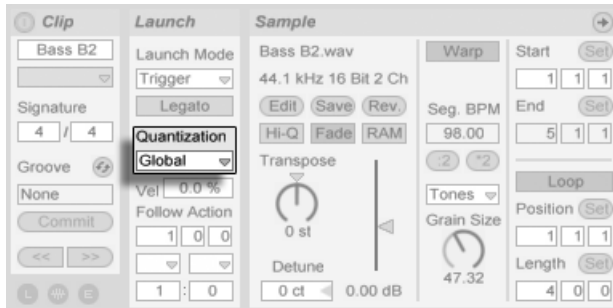 Clip
Bass B2
Signature
4 / 4
Groove
None
Commit
<< >>
L E
Launch
Launch Mode
Trigger
Legato
Quantization
Global
Vel 0.0 %
Follow Action
1 0 0
1 : 0
Sample
Bass B2.wav
44.1 kHz 16 Bit 2 Ch
Edit Save Rev.
Hi-Q Fade RAM
Transpose
0 st
Detune
0 ct 0.00 dB
Warp
Seg. BPM
98.00
:2 *2
Tones
Grain Size
47.32
Start Set
1 1 1
End Set
5 1 1
Loop
Position Set
1 1 1
Length Set
4 0 0